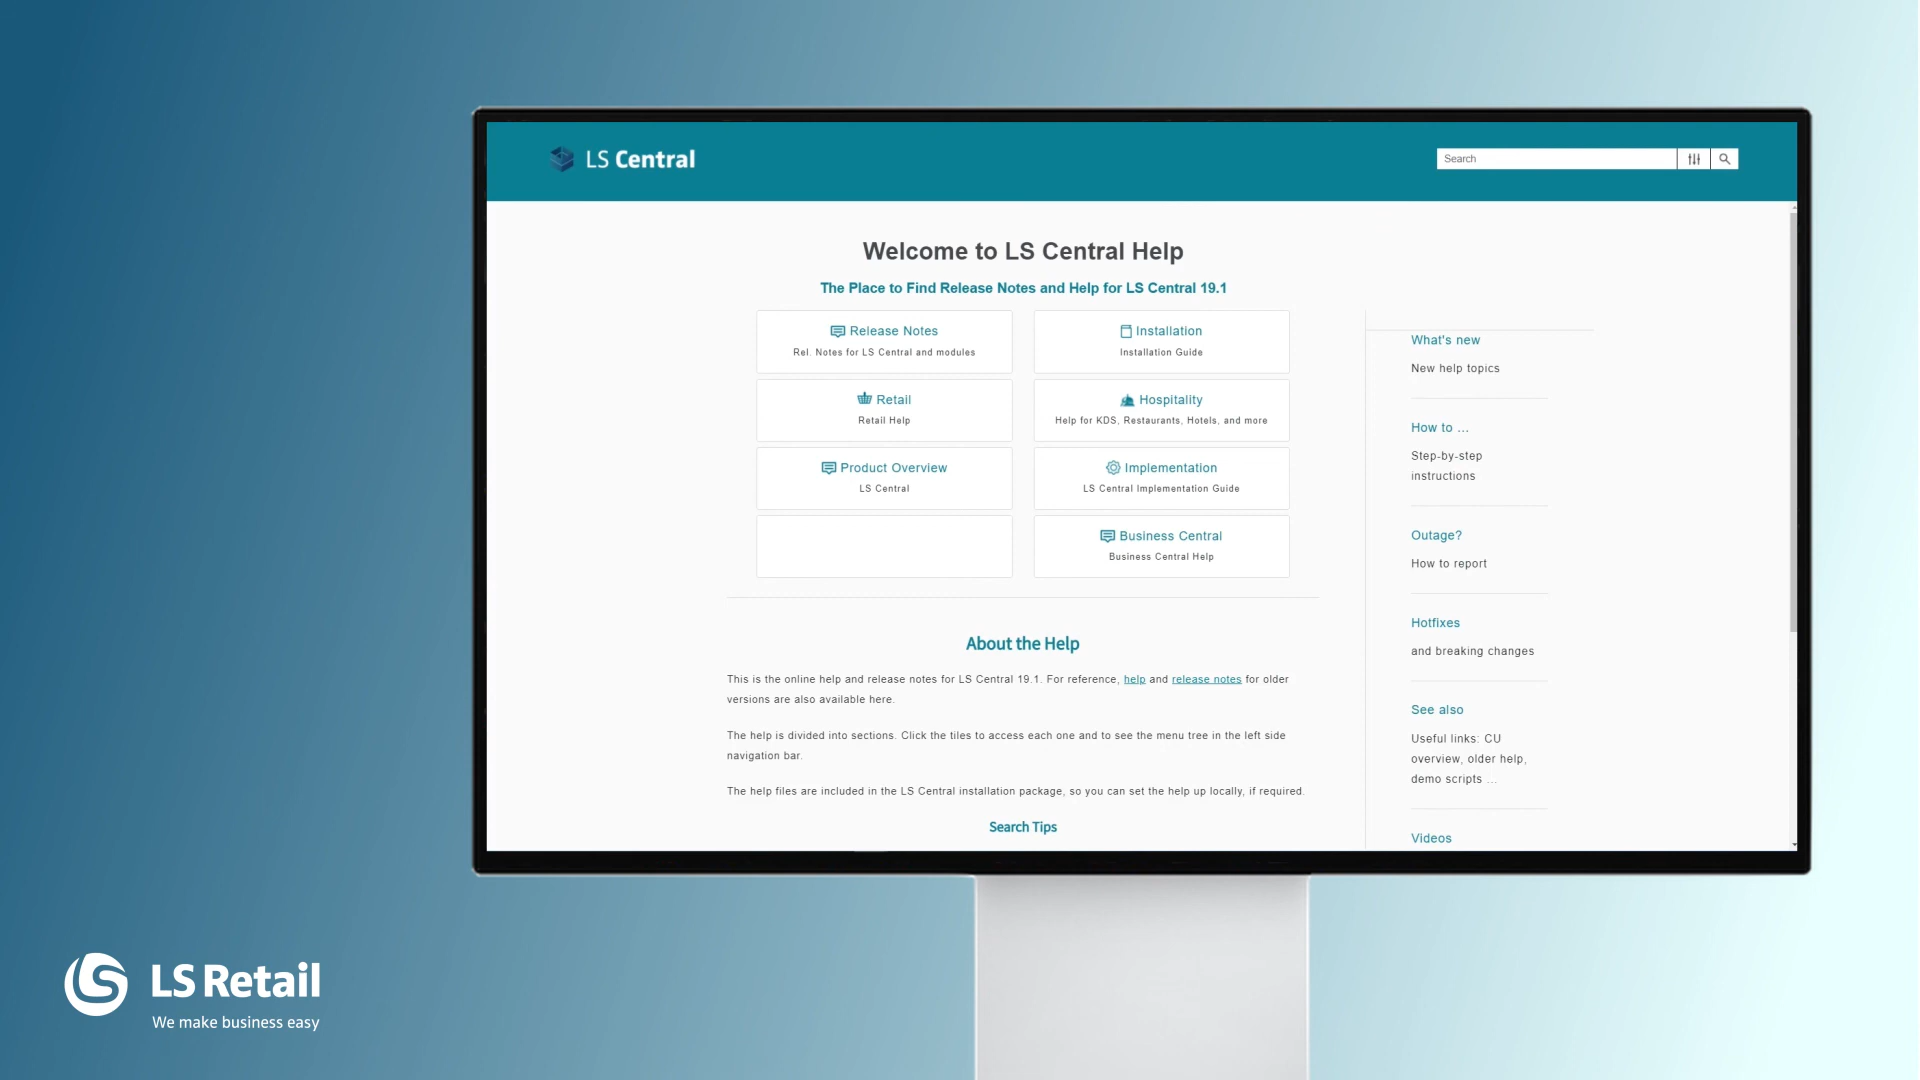 LS Central
Search
Welcome to LS Central Help
The Place to Find Release Notes and Help for LS Central 19.1
Release Notes
Rel. Notes for LS Central and modules
Installation
Installation Guide
Retail
Retail Help
Hospitality
Help for KDS, Restaurants, Hotels, and more
Product Overview
LS Central
Implementation
LS Central Implementation Guide
Business Central
Business Central Help
About the Help
This is the online help and release notes for LS Central 19.1. For reference, help and release notes for older
versions are also available here.
The help is divided into sections. Click the tiles to access each one and to see the menu tree in the left side
navigation bar.
The help files are included in the LS Central installation package, so you can set the help up locally, if required.
Search Tips
What's new
New help topics
How to ...
Step-by-step
instructions
Outage?
How to report
Hotfixes
and breaking changes
See also
Useful links: CU
overview, older help,
demo scripts ...
Videos
LS Retail
We make business easy